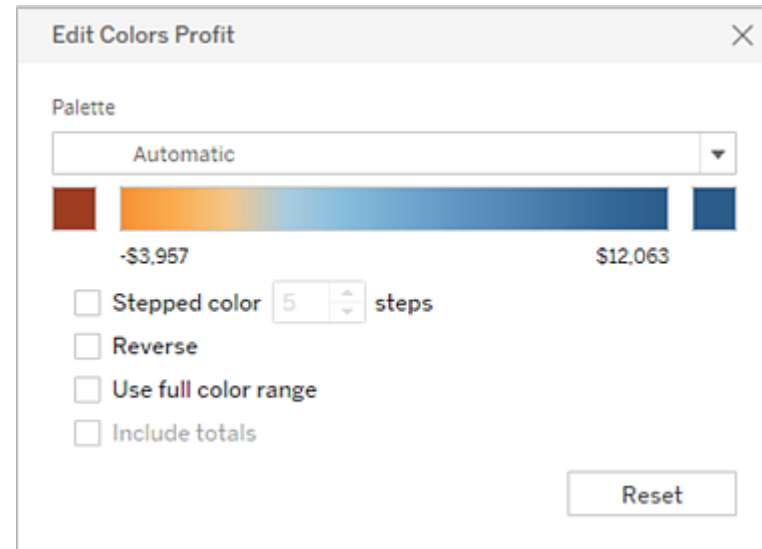 Edit Colors Profit
Palette
Automatic
-$3,957 $12,063
Stepped color 5 steps
Reverse
Use full color range
Include totals
Reset